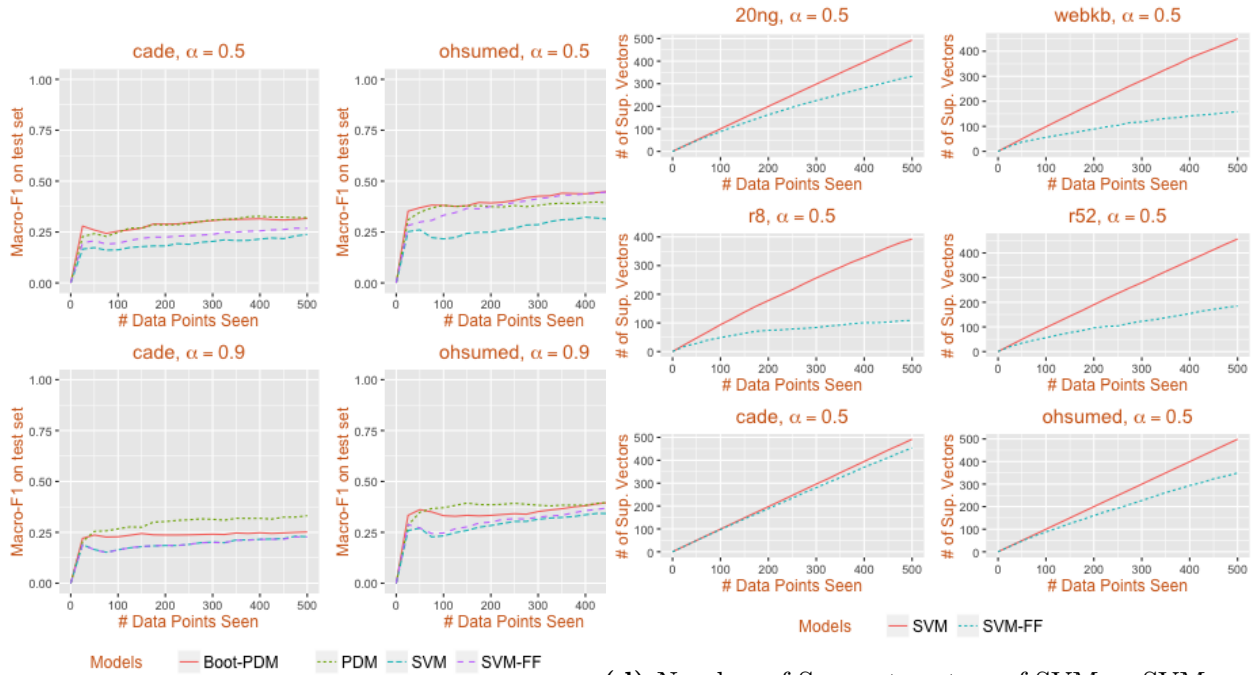 cade, α = 0.5
1.00
0.75
0.50
0.25
0.00
Macro-F1 on test set
0 100 200 300 400 500
# Data Points Seen
ohsumed, α = 0.5
1.00
0.75
0.50
0.25
0.00
Macro-F1 on test set
0 100 200 300 400
# Data Points Seen
cade, α = 0.9
1.00
0.75
0.50
0.25
0.00
Macro-F1 on test set
0 100 200 300 400 500
# Data Points Seen
ohsumed, α = 0.9
1.00
0.75
0.50
0.25
0.00
Macro-F1 on test set
0 100 200 300 400
# Data Points Seen
Models Boot-PDM PDM SVM SVM-FF
20ng, α = 0.5
500
400
300
200
100
0
# of Sup. Vectors
0 100 200 300 400 500
# Data Points Seen
webkb, α = 0.5
400
300
200
100
0
# of Sup. Vectors
0 100 200 300 400 500
# Data Points Seen
r8, α = 0.5
400
300
200
100
0
# of Sup. Vectors
0 100 200 300 400 500
# Data Points Seen
r52, α = 0.5
400
300
200
100
0
# of Sup. Vectors
0 100 200 300 400 500
# Data Points Seen
cade, α = 0.5
500
400
300
200
100
0
# of Sup. Vectors
0 100 200 300 400 500
# Data Points Seen
ohsumed, α = 0.5
500
400
300
200
100
0
# of Sup. Vectors
0 100 200 300 400 500
# Data Points Seen
Models SVM SVM-FF